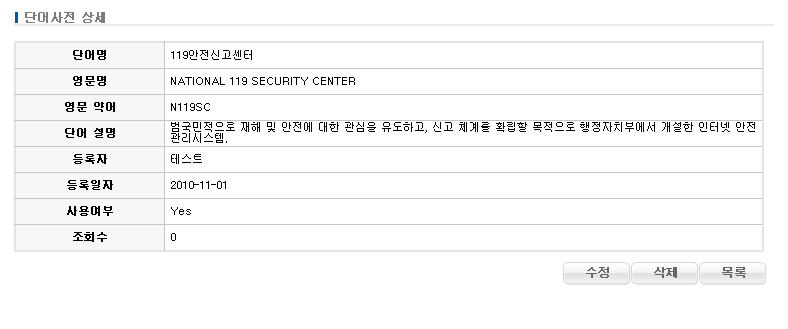 단어사전 상세
단어명 119안전신고센터
영문명 NATIONAL 119 SECURITY CENTER
영문 약어 N119SC
단어 설명 범국민적으로 재해 및 안전에 대한 관심을 유도하고, 신고 체계를 확립할 목적으로 행정자치부에서 개설한 인터넷 안전
관리시스템.
등록자 테스트
등록일자 2010-11-01
사용여부 Yes
조회수 0
수정 삭제 목록